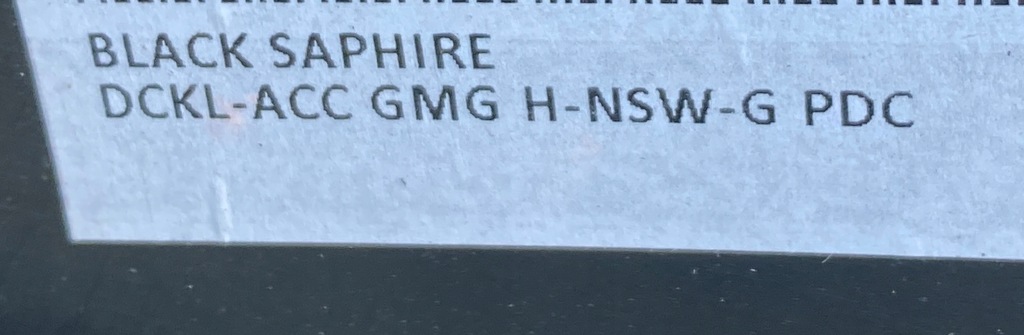 BLACK SAPHIRE
DCKL-ACC GMG H-NSW-G PDC